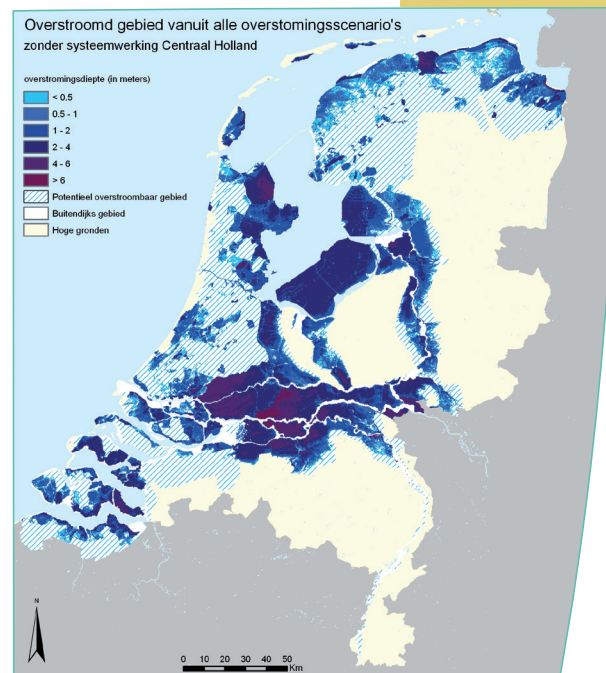 Overstroomd gebied vanuit alle overstomingsscenario's
zonder systeemwerking Centraal Holland
overstromingsdiepte (in meters)
< 0.5
0.5 - 1
1 - 2
2 - 4
4 - 6
> 6
Potentieel overstroombaar gebied
Buitendijks gebied
Hoge gronden
N
0 10 20 30 40 50
Km